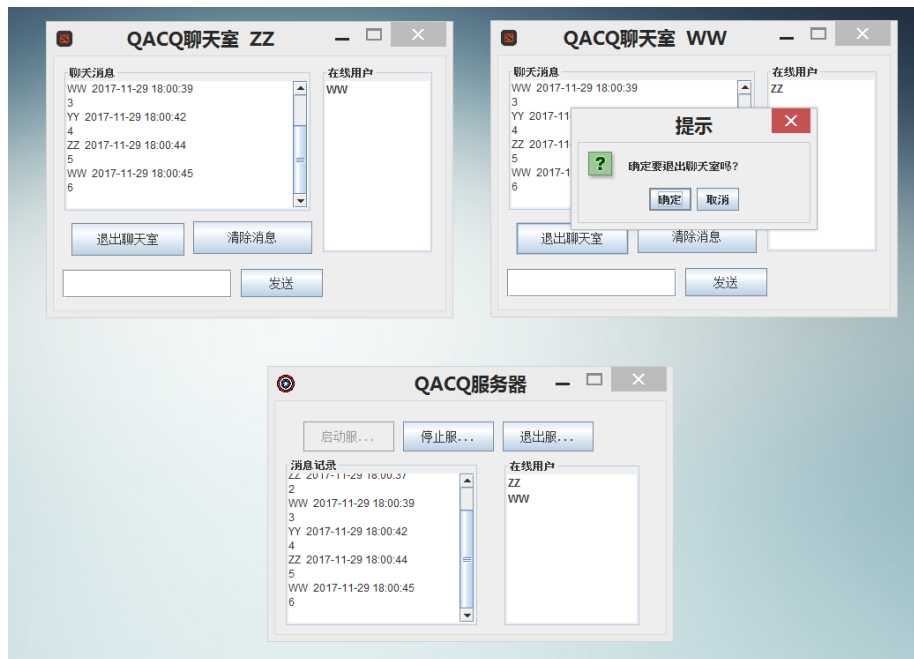 QACQ聊天室 ZZ
聊天消息
WW 2017-11-29 18:00:39
3
YY 2017-11-29 18:00:42
4
ZZ 2017-11-29 18:00:44
5
WW 2017-11-29 18:00:45
6
在线用户
WW
退出聊天室
清除消息
发送
QACQ聊天室 WW
聊天消息
WW 2017-11-29 18:00:39
3
YY 2017-11
4
ZZ 2017-11
5
WW 2017-1
6
在线用户
ZZ
提示
?
确定要退出聊天室吗?
确定
取消
退出聊天室
清除消息
发送
QACQ服务器
启动服...
停止服...
退出服...
消息记录
ZZ 2017-11-29 18:00:37
2
WW 2017-11-29 18:00:39
3
YY 2017-11-29 18:00:42
4
ZZ 2017-11-29 18:00:44
5
WW 2017-11-29 18:00:45
6
在线用户
ZZ
WW